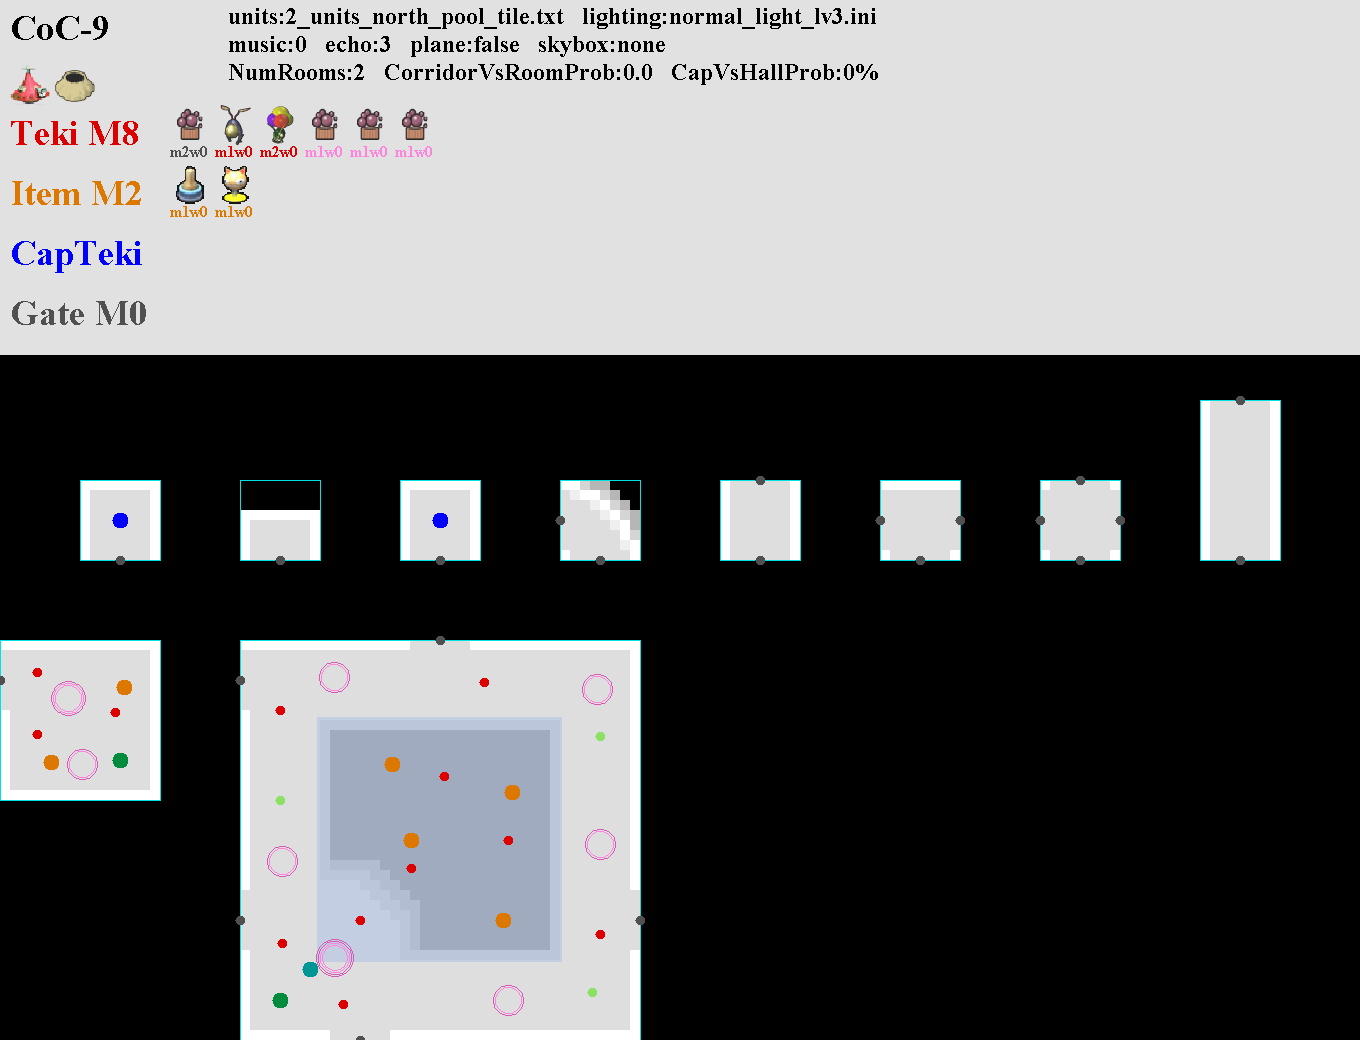 CoC-9
units:2_units_north_pool_tile.txt lighting:normal_light_lv3.ini
music:0 echo:3 plane:false skybox:none
NumRooms:2 CorridorVsRoomProb:0.0 CapVsHallProb:0%
Teki M8
m2w0 m1w0 m2w0 m1w0 m1w0 m1w0
Item M2
m1w0 m1w0
CapTeki
Gate M0